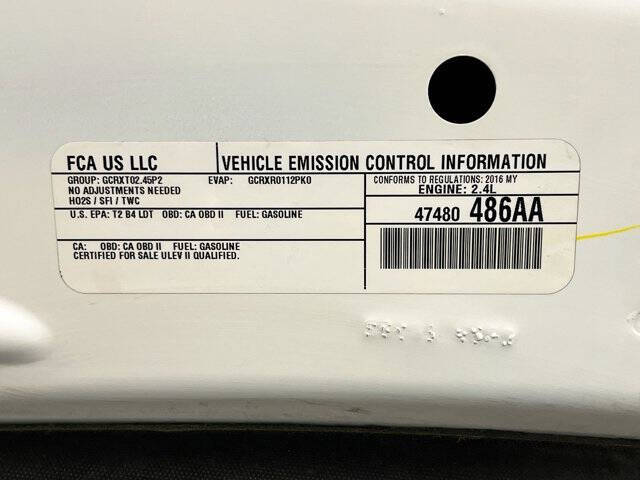 FCA US LLC
VEHICLE EMISSION CONTROL INFORMATION
GROUP: GCRXT02.45P2 EVAP: GCRXR0112PK0
NO ADJUSTMENTS NEEDED
HO2S / SFI / TWC
CONFORMS TO REGULATIONS: 2016 MY
ENGINE: 2.4L
U.S. EPA: T2 B4 LDT OBD: CA OBD II FUEL: GASOLINE
47480 486AA
CA: OBD: CA OBD II FUEL: GASOLINE
CERTIFIED FOR SALE ULEV II QUALIFIED.